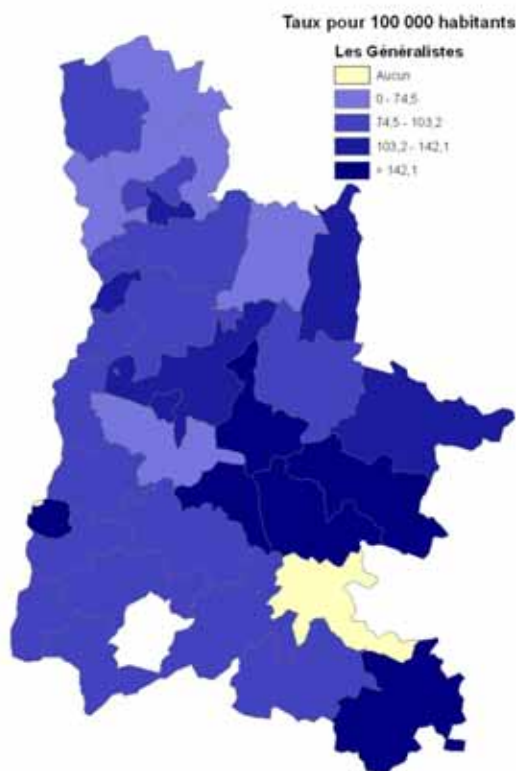 Taux pour 100 000 habitants
Les Généralistes
Aucun
0 - 74,5
74,5 - 103,2
103,2 - 142,1
> 142,1